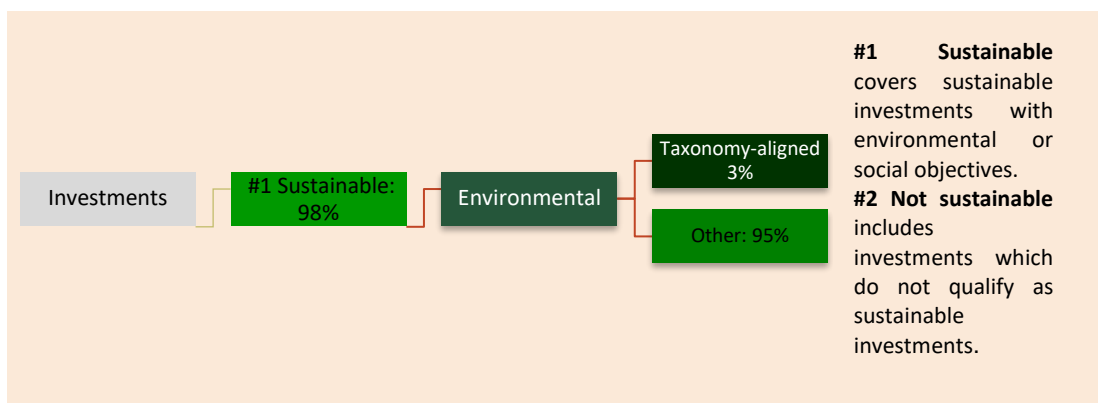 Investments
#1 Sustainable:
98%
Environmental
Taxonomy-aligned
3%
Other: 95%
#1 Sustainable
covers sustainable
investments with
environmental or
social objectives.
#2 Not sustainable
includes
investments which
do not qualify as
sustainable
investments.